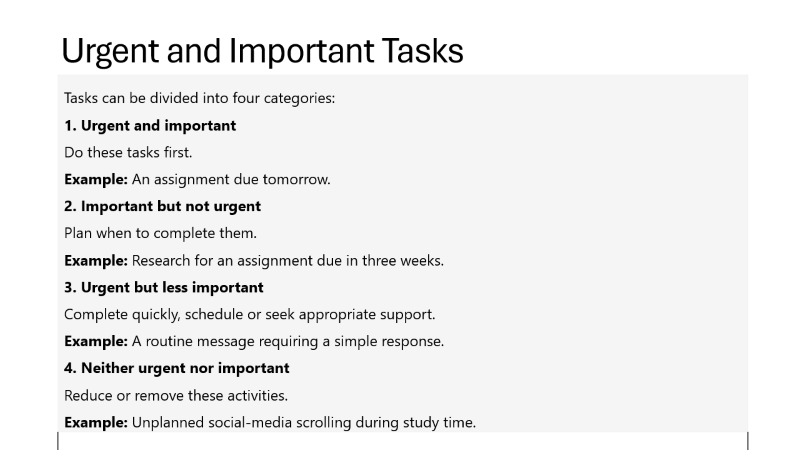 Urgent and Important Tasks
Tasks can be divided into four categories:
1. Urgent and important
Do these tasks first.
Example: An assignment due tomorrow.
2. Important but not urgent
Plan when to complete them.
Example: Research for an assignment due in three weeks.
3. Urgent but less important
Complete quickly, schedule or seek appropriate support.
Example: A routine message requiring a simple response.
4. Neither urgent nor important
Reduce or remove these activities.
Example: Unplanned social-media scrolling during study time.